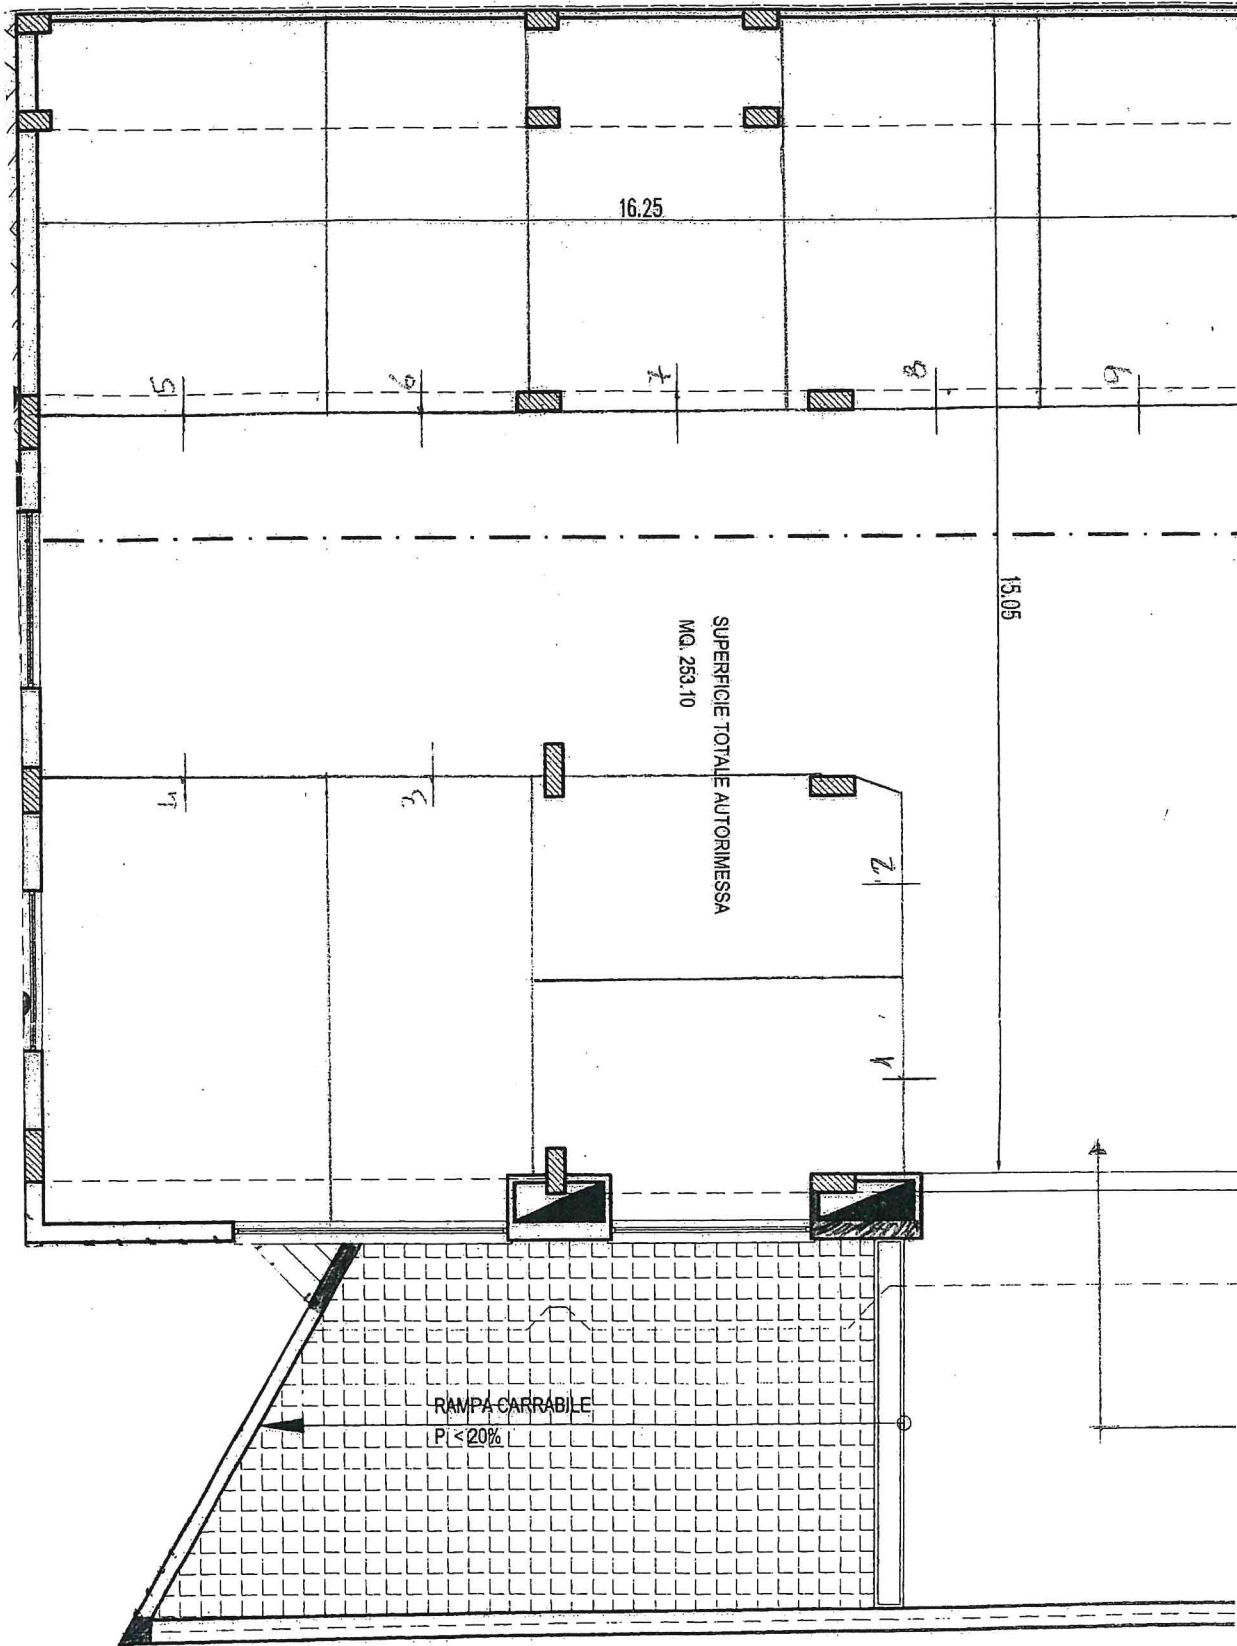 16.25
5
6
7
8
9
15.05
SUPERFICIE TOTALE AUTORIMESSA
MQ. 253.10
4
3
2
1
RAMPA CARRABILE
P. <20%